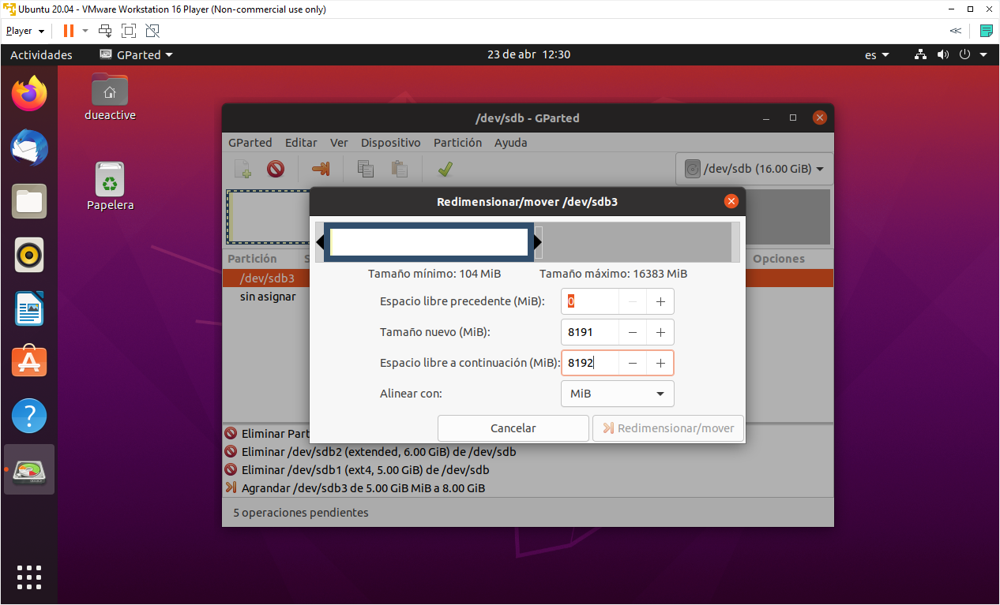 Ubuntu 20.04 - VMware Workstation 16 Player (Non-commercial use only)
Player
Actividades
GParted
23 de abr 12:30
es
dueactive
Papelera
/dev/sdb - GParted
GParted Editar Ver Dispositivo Partición Ayuda
/dev/sdb (16.00 GiB)
Partición S
Opciones
/dev/sdb3
sin asignar
Redimensionar/mover /dev/sdb3
Tamaño mínimo: 104 MiB Tamaño máximo: 16383 MiB
Espacio libre precedente (MiB): 0
Tamaño nuevo (MiB): 8191
Espacio libre a continuación (MiB): 8192
Alinear con: MiB
Cancelar Redimensionar/mover
Eliminar Part
Eliminar /dev/sdb2 (extended, 6.00 GiB) de /dev/sdb
Eliminar /dev/sdb1 (ext4, 5.00 GiB) de /dev/sdb
Agrandar /dev/sdb3 de 5.00 GiB MiB a 8.00 GiB
5 operaciones pendientes